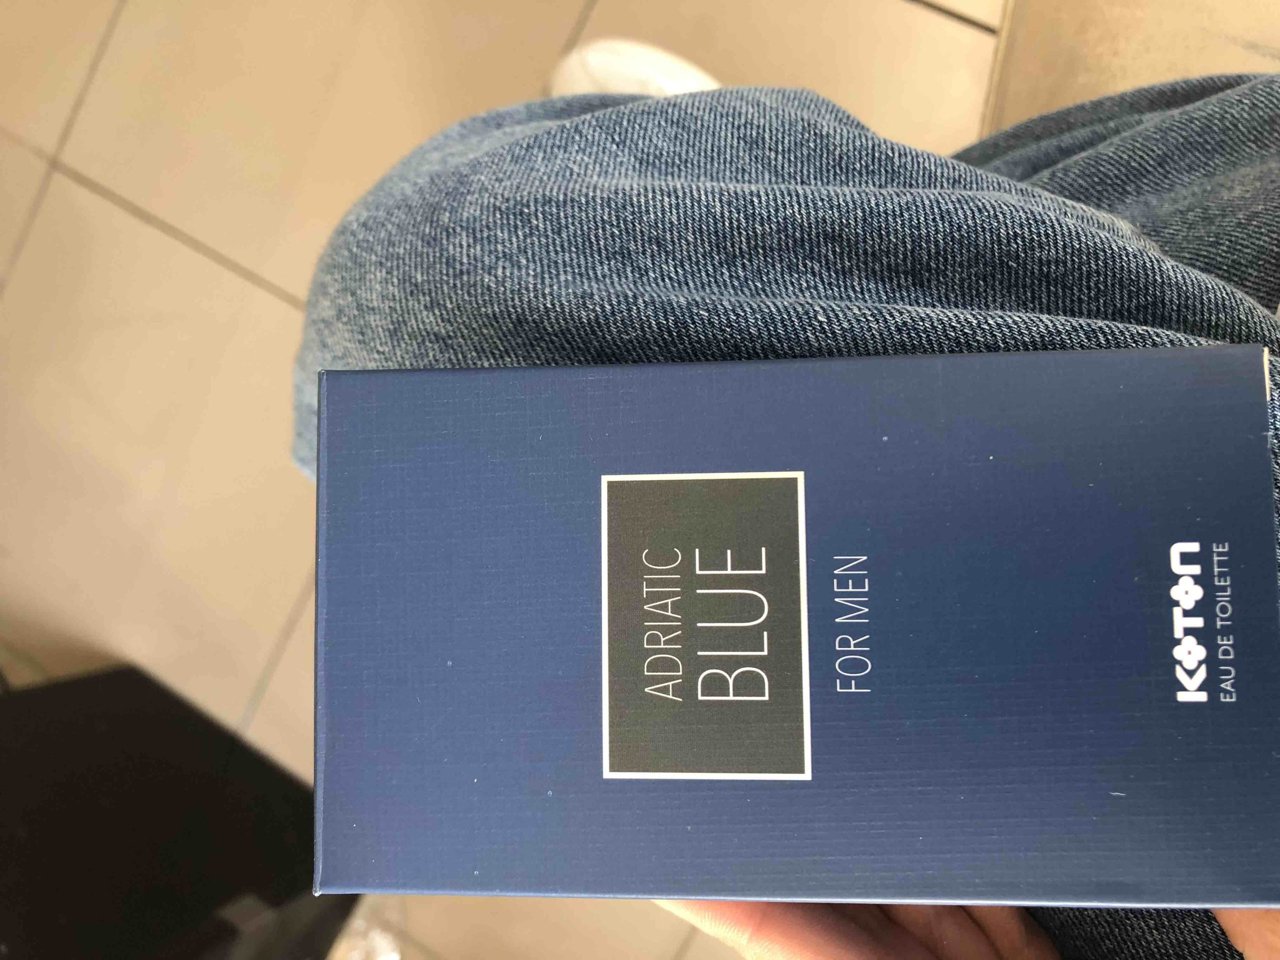 ADRIATIC
BLUE
FOR MEN
KOTON
EAU DE TOILETTE